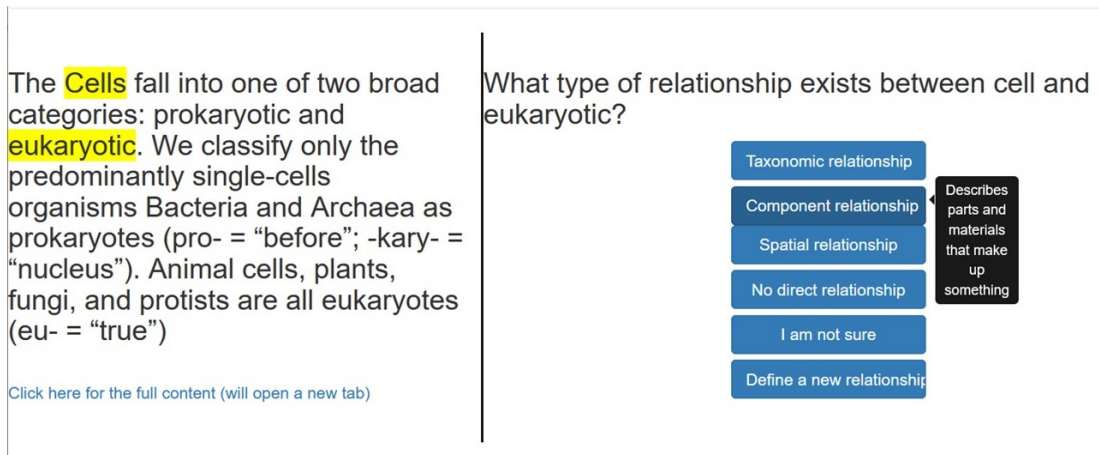 The Cells fall into one of two broad
categories: prokaryotic and
eukaryotic. We classify only the
predominantly single-cells
organisms Bacteria and Archaea as
prokaryotes (pro- = “before”; -kary- =
“nucleus”). Animal cells, plants,
fungi, and protists are all eukaryotes
(eu- = “true”)
Click here for the full content (will open a new tab)
What type of relationship exists between cell and
eukaryotic?
Taxonomic relationship
Component relationship
Describes
parts and
materials
that make
up
something
Spatial relationship
No direct relationship
I am not sure
Define a new relationship